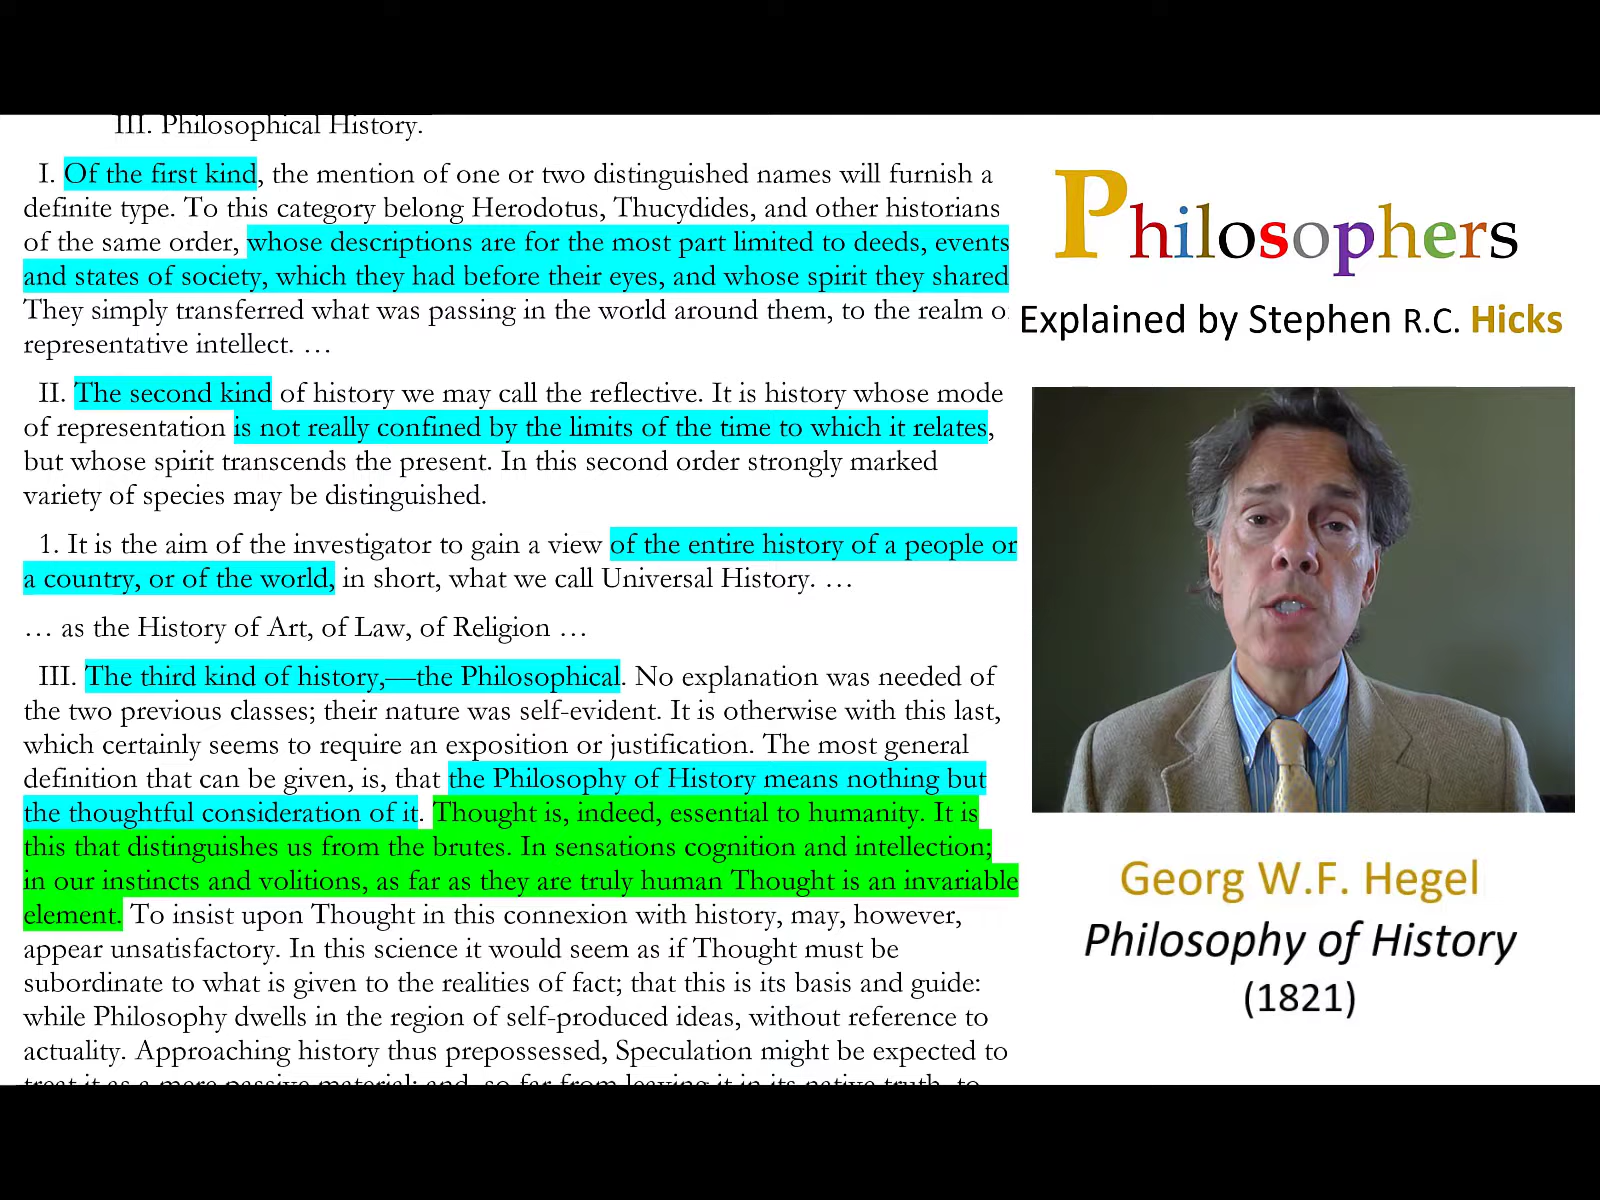 III. Philosophical History.
I. Of the first kind, the mention of one or two distinguished names will furnish a
definite type. To this category belong Herodotus, Thucydides, and other historians
of the same order, whose descriptions are for the most part limited to deeds, events
and states of society, which they had before their eyes, and whose spirit they shared
They simply transferred what was passing in the world around them, to the realm o
representative intellect. …
II. The second kind of history we may call the reflective. It is history whose mode
of representation is not really confined by the limits of the time to which it relates,
but whose spirit transcends the present. In this second order strongly marked
variety of species may be distinguished.
1. It is the aim of the investigator to gain a view of the entire history of a people or
a country, or of the world, in short, what we call Universal History. …
… as the History of Art, of Law, of Religion …
III. The third kind of history,—the Philosophical. No explanation was needed of
the two previous classes; their nature was self-evident. It is otherwise with this last,
which certainly seems to require an exposition or justification. The most general
definition that can be given, is, that the Philosophy of History means nothing but
the thoughtful consideration of it. Thought is, indeed, essential to humanity. It is
this that distinguishes us from the brutes. In sensations cognition and intellection;
in our instincts and volitions, as far as they are truly human Thought is an invariable
element. To insist upon Thought in this connexion with history, may, however,
appear unsatisfactory. In this science it would seem as if Thought must be
subordinate to what is given to the realities of fact; that this is its basis and guide:
while Philosophy dwells in the region of self-produced ideas, without reference to
actuality. Approaching history thus prepossessed, Speculation might be expected to
treat it as a mere passive material; and, so far from leaving it in its native truth, to
Philosophers
Explained by Stephen R.C. Hicks
Georg W.F. Hegel
Philosophy of History
(1821)